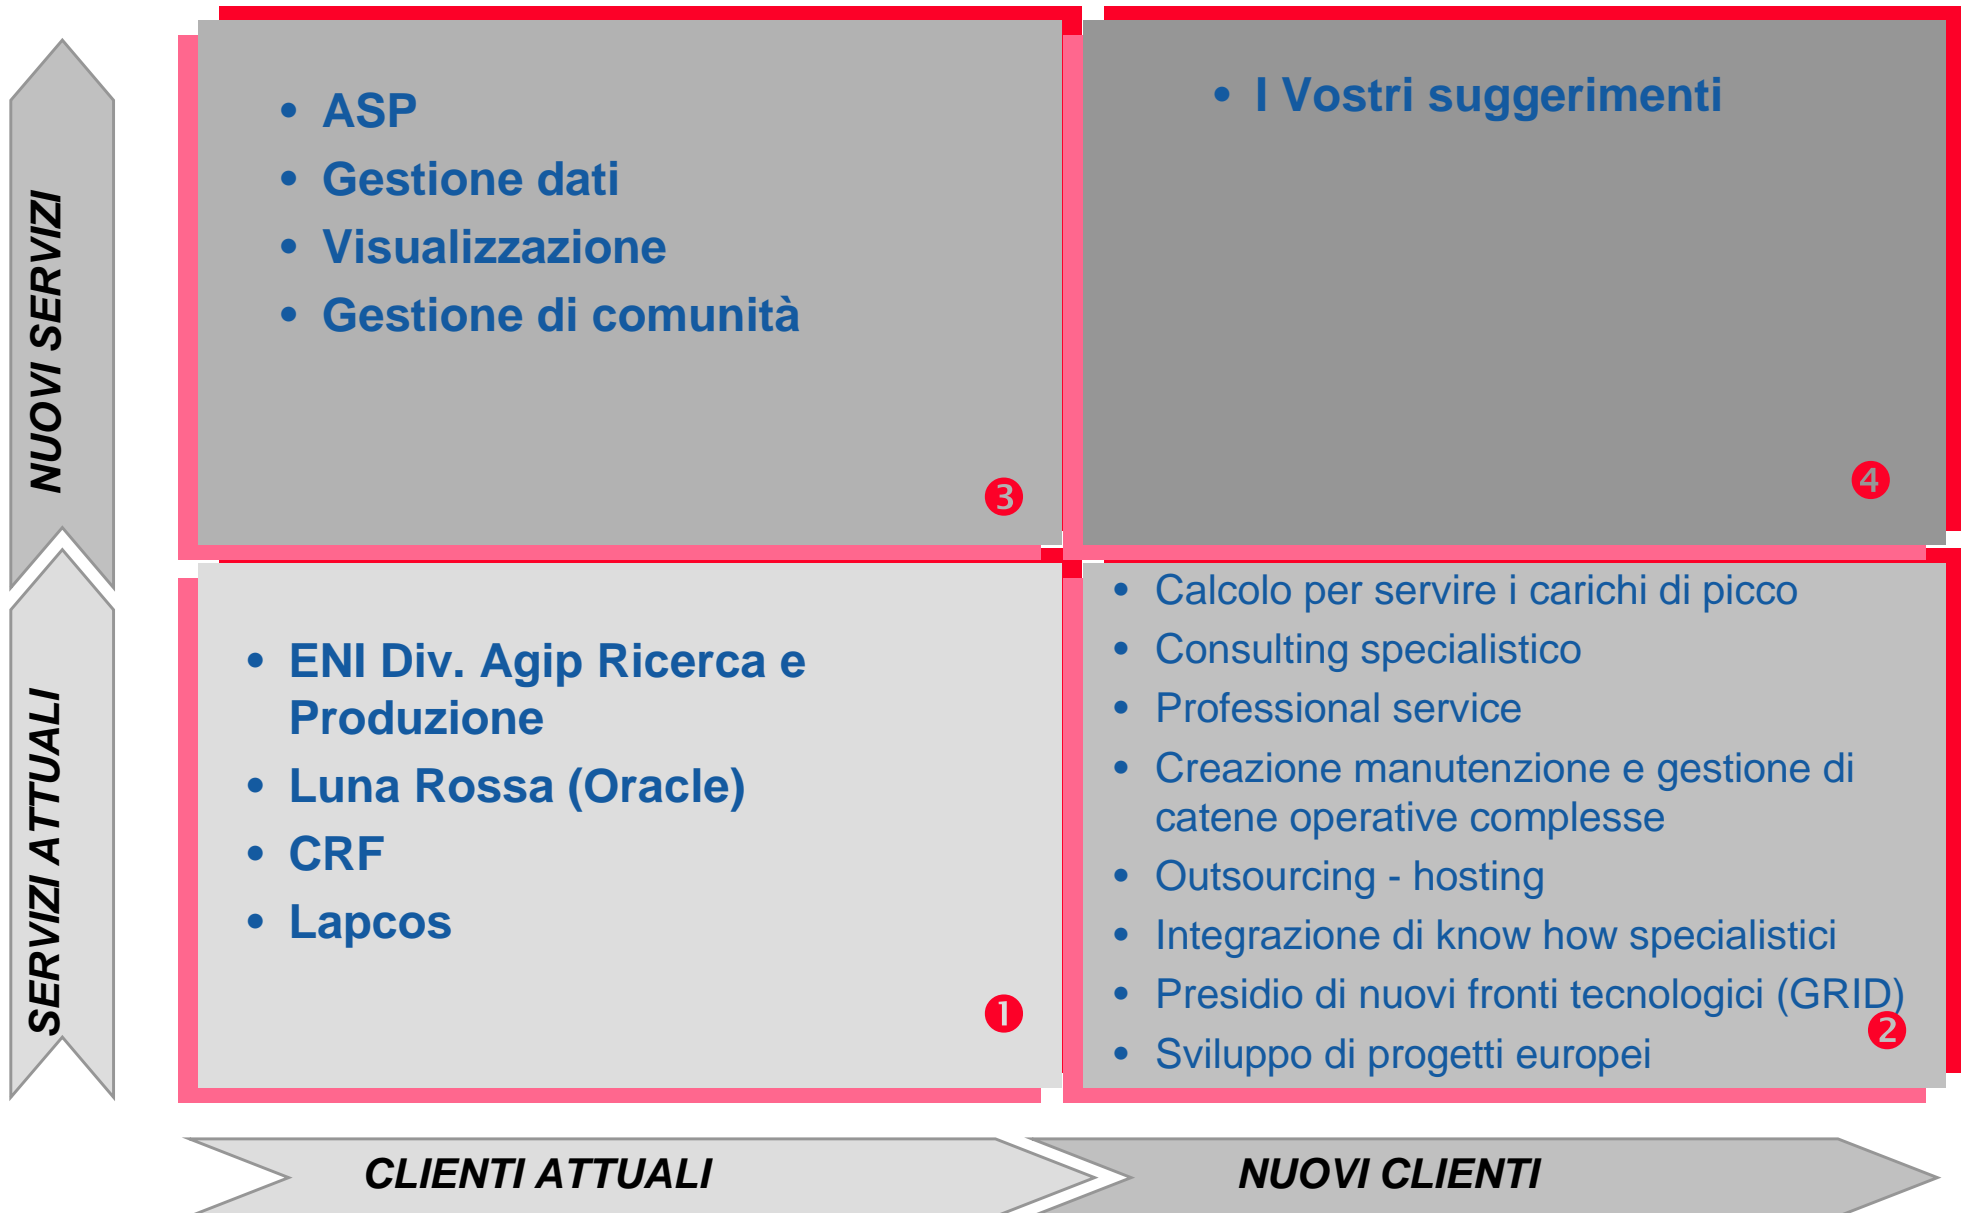 NUOVI SERVIZI
• ASP
• Gestione dati
• Visualizzazione
• Gestione di comunità
3
• I Vostri suggerimenti
4
SERVIZI ATTUALI
• ENI Div. Agip Ricerca e
Produzione
• Luna Rossa (Oracle)
• CRF
• Lapcos
1
• Calcolo per servire i carichi di picco
• Consulting specialistico
• Professional service
• Creazione manutenzione e gestione di
catene operative complesse
• Outsourcing - hosting
• Integrazione di know how specialistici
• Presidio di nuovi fronti tecnologici (GRID)
• Sviluppo di progetti europei
2
CLIENTI ATTUALI
NUOVI CLIENTI